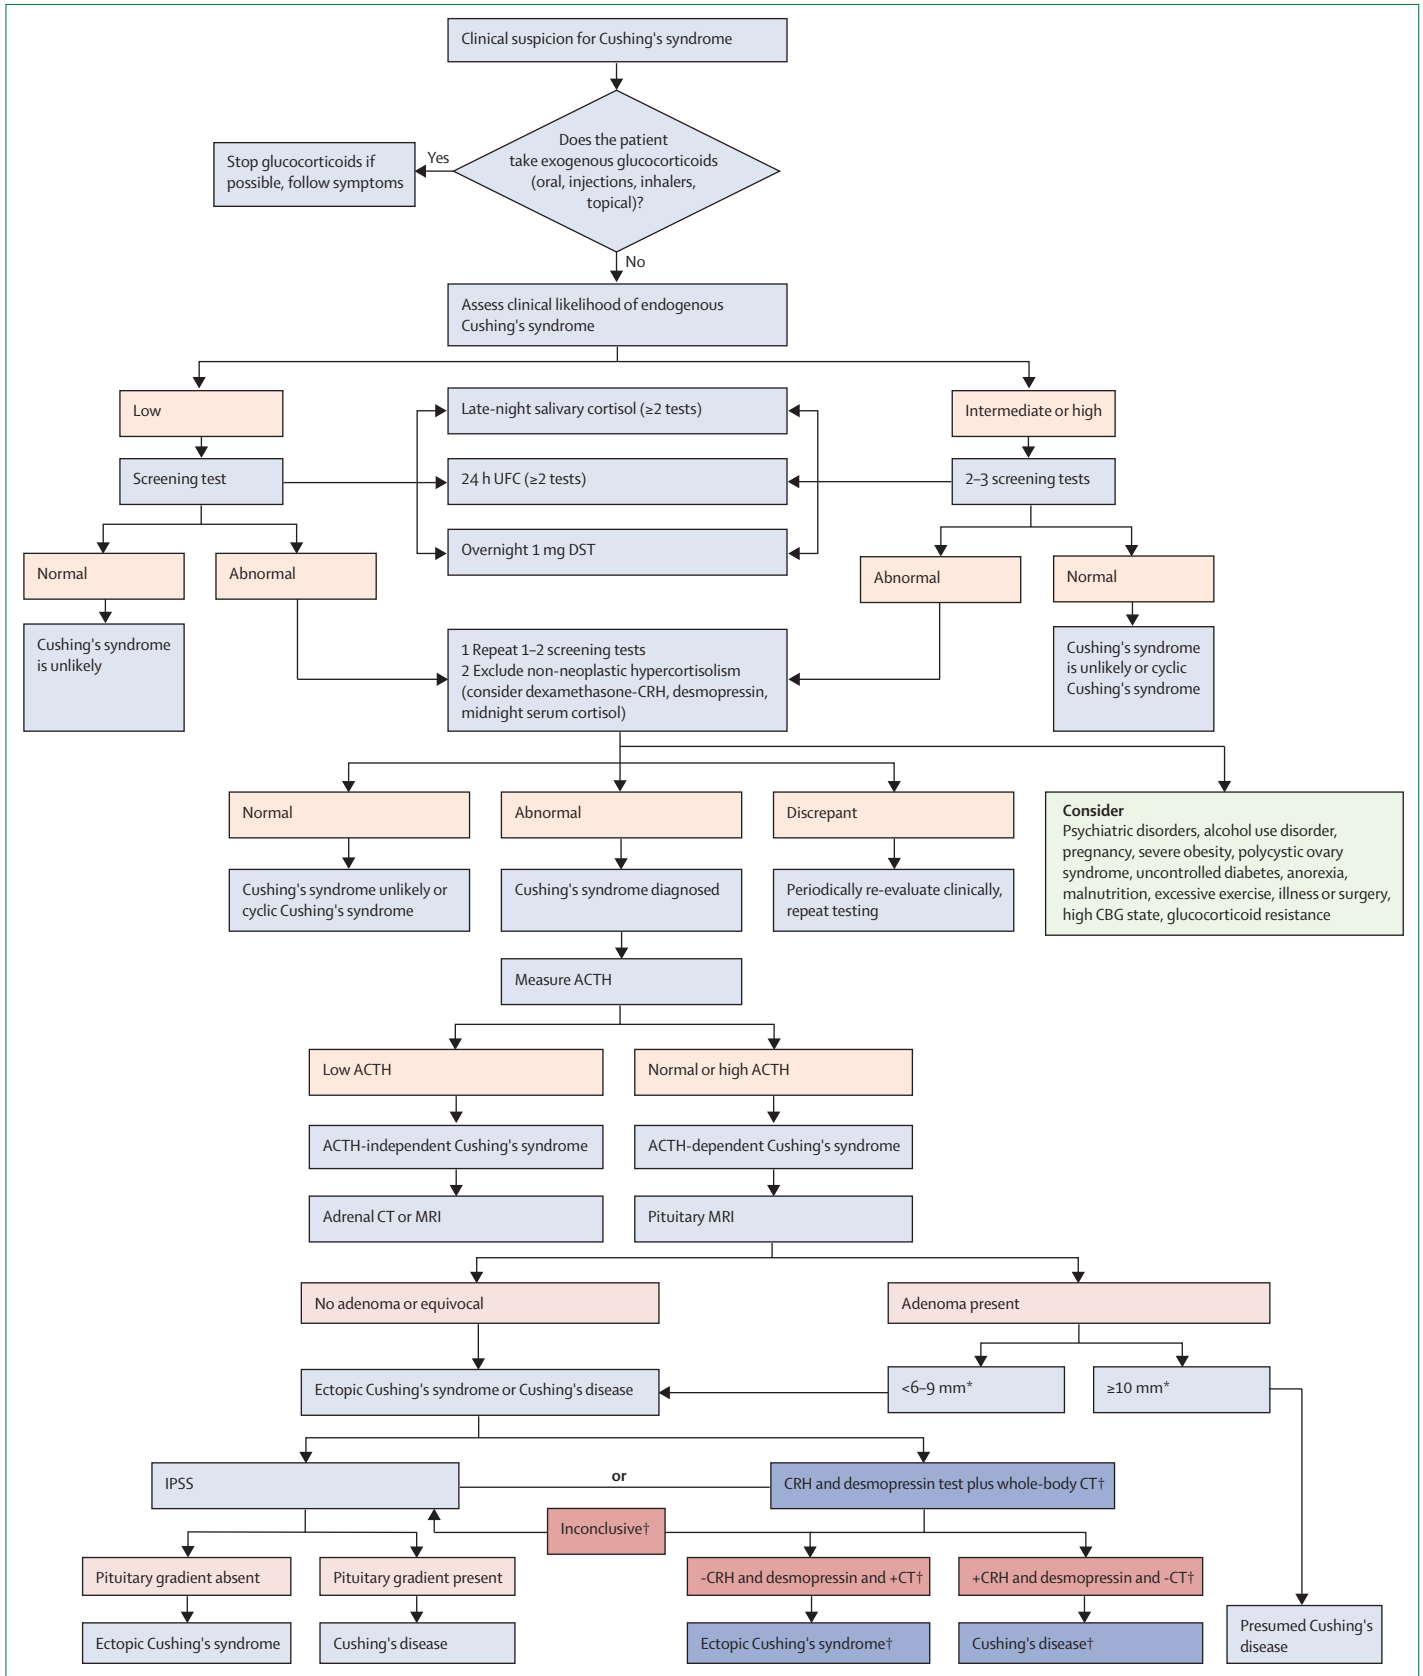 Clinical suspicion for Cushing's syndrome
Does the patient
take exogenous glucocorticoids
(oral, injections, inhalers,
topical)?
Yes
Stop glucocorticoids if
possible, follow symptoms
No
Assess clinical likelihood of endogenous
Cushing's syndrome
Low
Late-night salivary cortisol (≥2 tests)
Intermediate or high
Screening test
24 h UFC (≥2 tests)
2–3 screening tests
Overnight 1 mg DST
Normal
Abnormal
Abnormal
Normal
Cushing's syndrome
is unlikely
1 Repeat 1–2 screening tests
2 Exclude non-neoplastic hypercortisolism
(consider dexamethasone-CRH, desmopressin,
midnight serum cortisol)
Cushing's syndrome
is unlikely or cyclic
Cushing's syndrome
Normal
Abnormal
Discrepant
Consider
Psychiatric disorders, alcohol use disorder,
pregnancy, severe obesity, polycystic ovary
syndrome, uncontrolled diabetes, anorexia,
malnutrition, excessive exercise, illness or surgery,
high CBG state, glucocorticoid resistance
Cushing's syndrome unlikely or
cyclic Cushing's syndrome
Cushing's syndrome diagnosed
Periodically re-evaluate clinically,
repeat testing
Measure ACTH
Low ACTH
Normal or high ACTH
ACTH-independent Cushing's syndrome
ACTH-dependent Cushing's syndrome
Adrenal CT or MRI
Pituitary MRI
No adenoma or equivocal
Adenoma present
Ectopic Cushing's syndrome or Cushing's disease
<6–9 mm*
≥10 mm*
IPSS
or
CRH and desmopressin test plus whole-body CT†
Inconclusive†
Pituitary gradient absent
Pituitary gradient present
-CRH and desmopressin and +CT†
+CRH and desmopressin and -CT†
Ectopic Cushing's syndrome
Cushing's disease
Ectopic Cushing's syndrome†
Cushing's disease†
Presumed Cushing's
disease